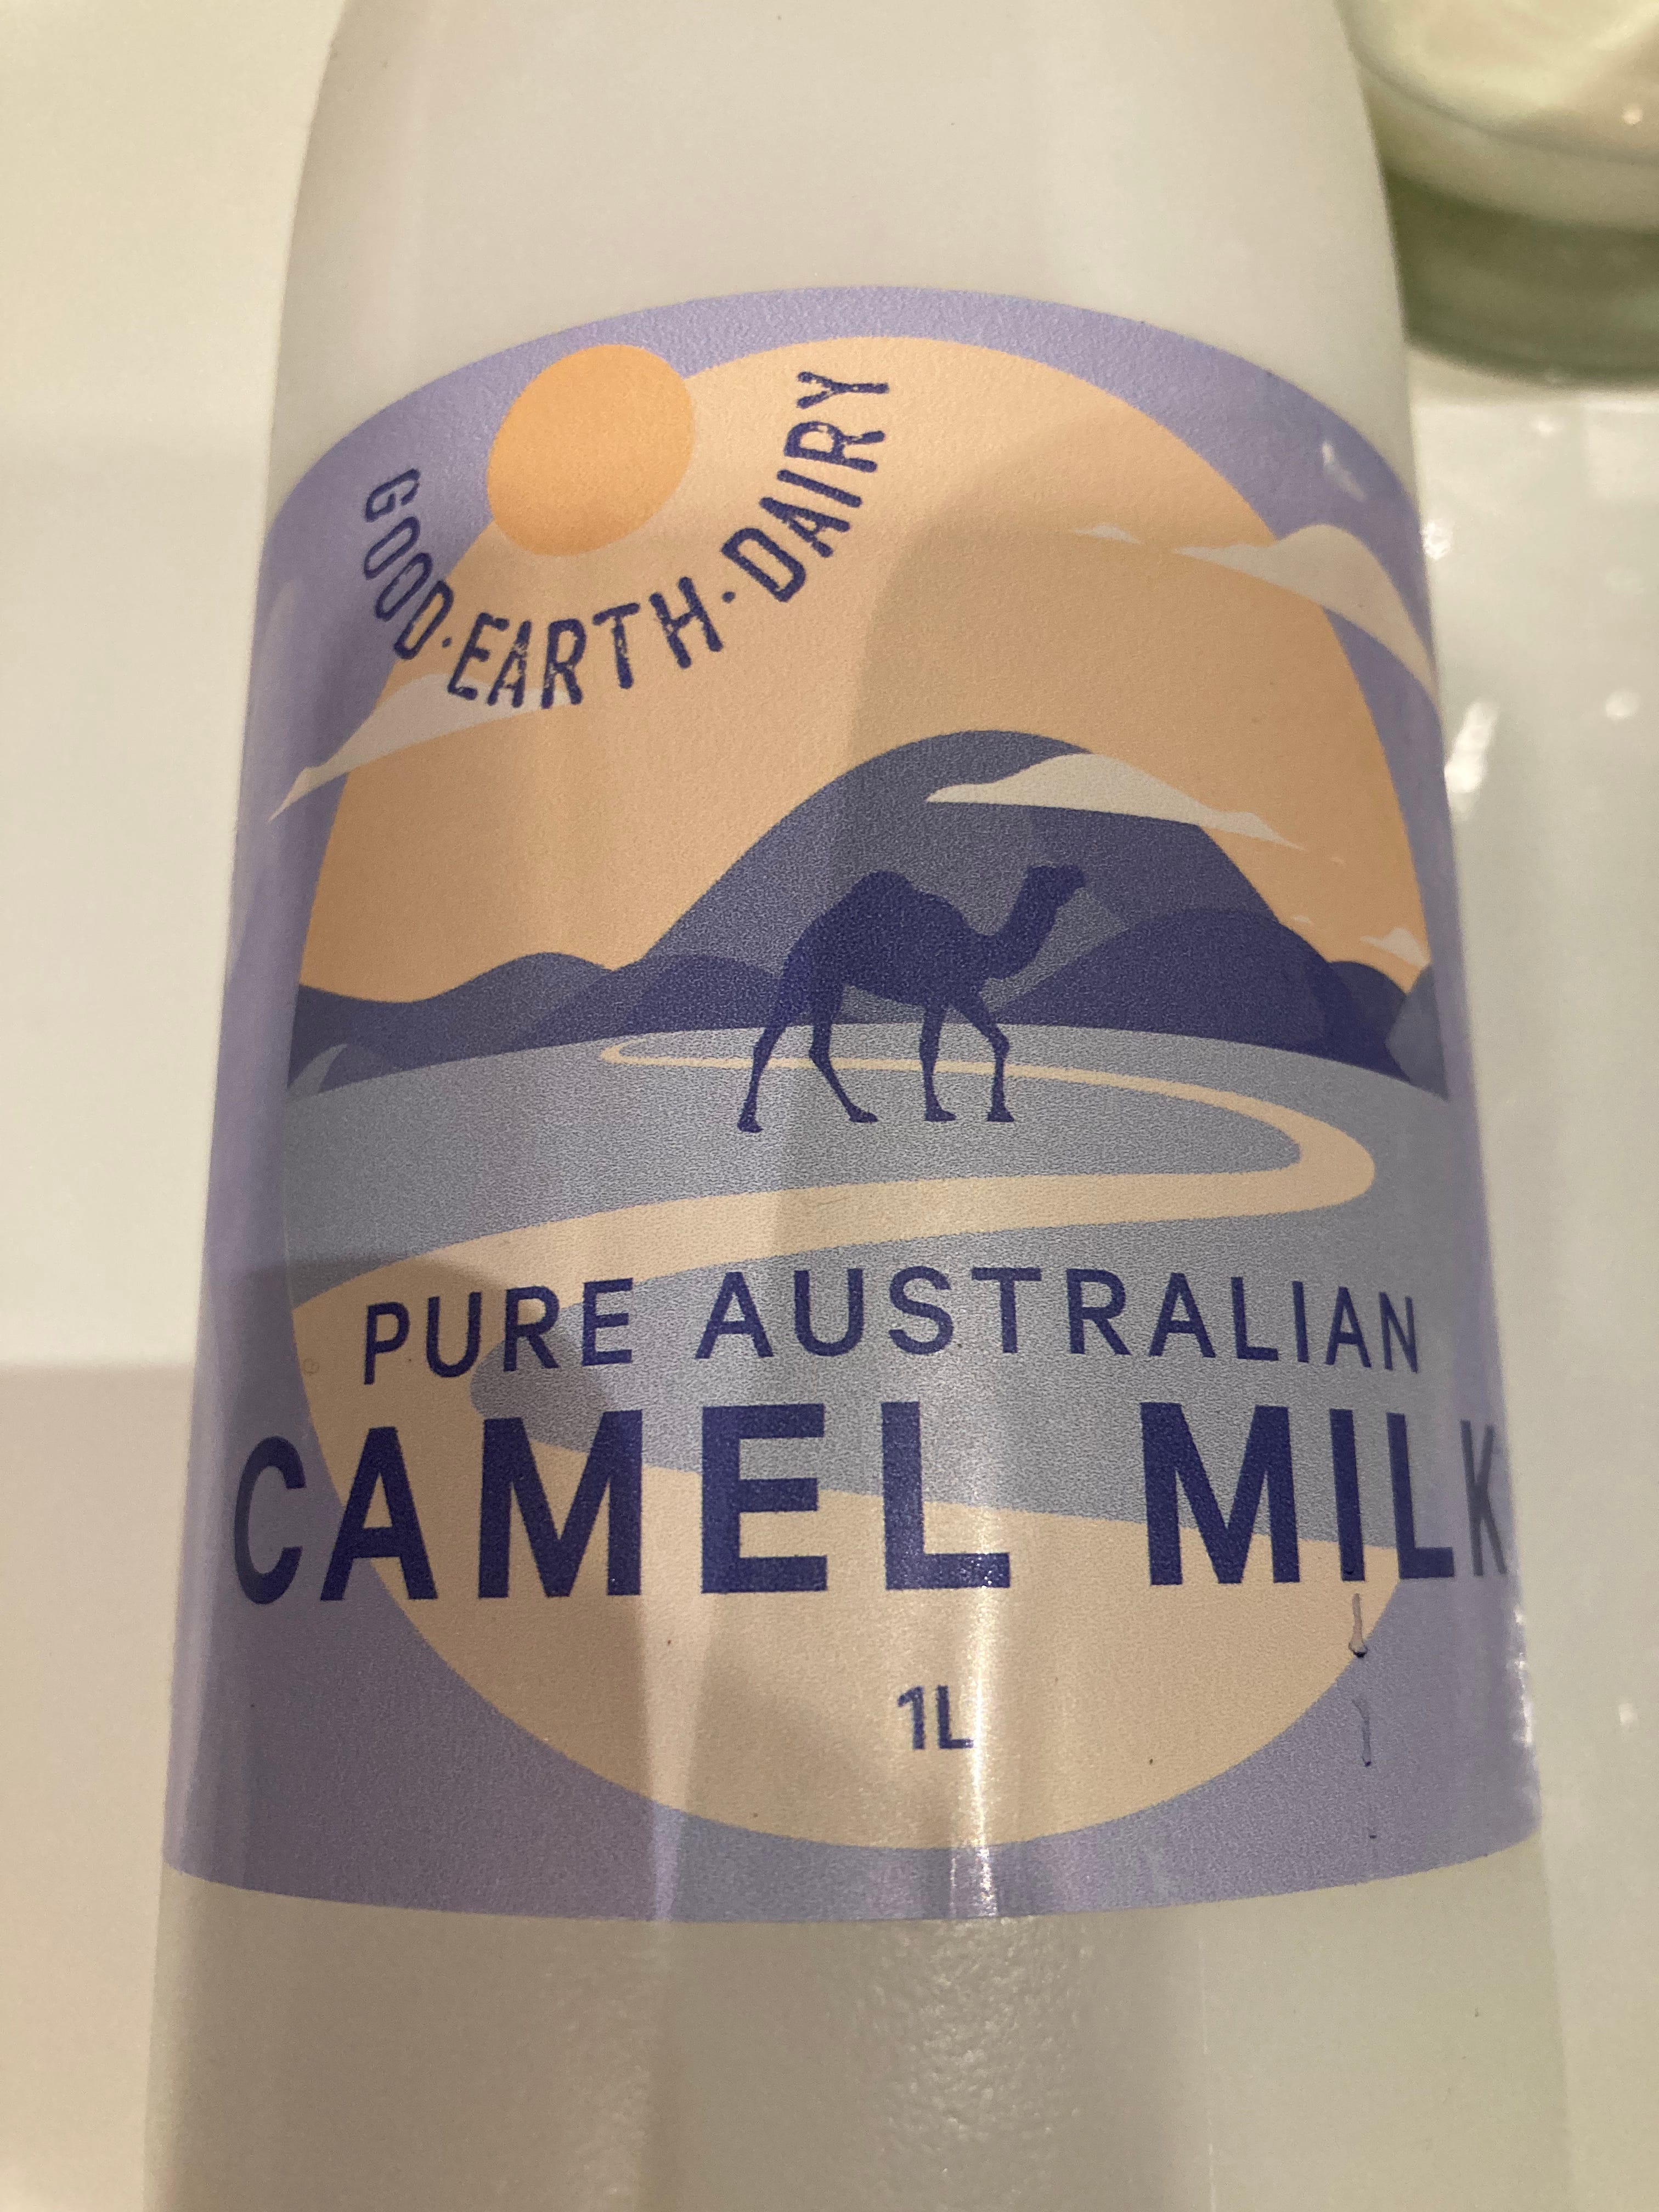 GOOD·EARTH·DAIRY
PURE AUSTRALIAN
CAMEL MILK
1L